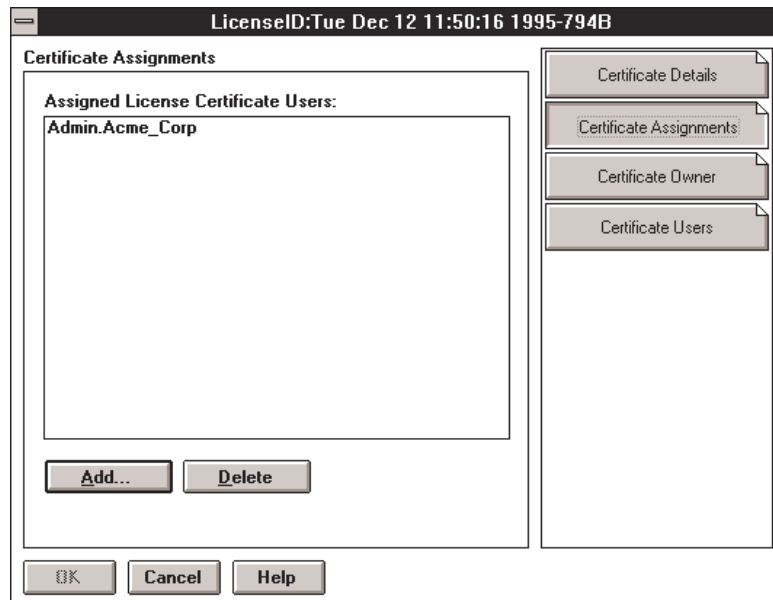 LicenseID:Tue Dec 12 11:50:16 1995-794B
Certificate Assignments
Assigned License Certificate Users:
Admin.Acme_Corp
Add...
Delete
OK
Cancel
Help
Certificate Details
Certificate Assignments
Certificate Owner
Certificate Users